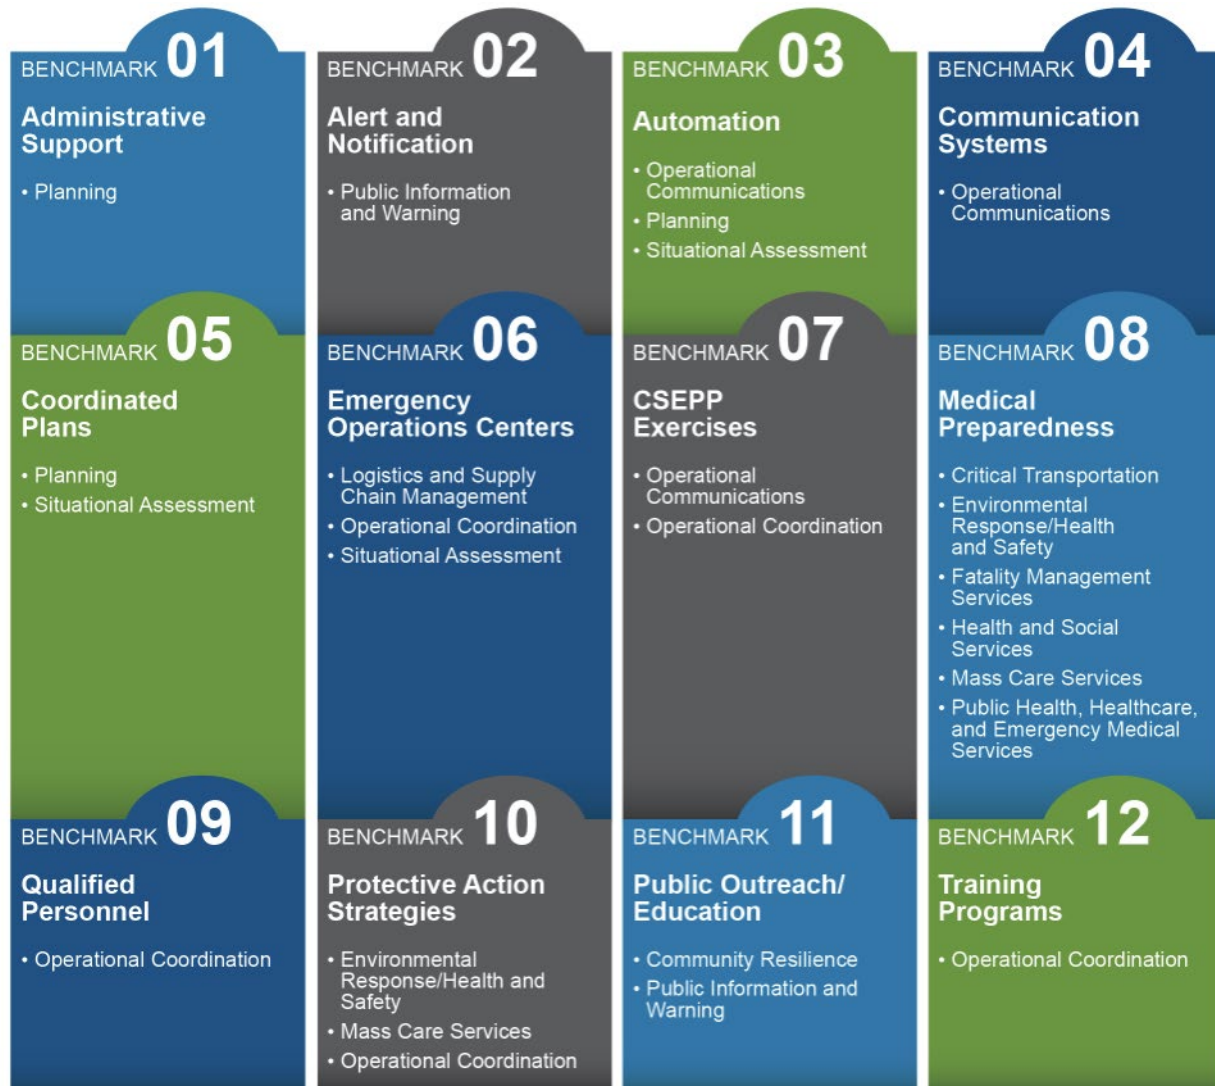 BENCHMARK 01
Administrative
Support
• Planning
BENCHMARK 02
Alert and
Notification
• Public Information
and Warning
BENCHMARK 03
Automation
• Operational
Communications
• Planning
• Situational Assessment
BENCHMARK 04
Communication
Systems
• Operational
Communications
BENCHMARK 05
Coordinated
Plans
• Planning
• Situational Assessment
BENCHMARK 06
Emergency
Operations Centers
• Logistics and Supply
Chain Management
• Operational Coordination
• Situational Assessment
BENCHMARK 07
CSEPP
Exercises
• Operational
Communications
• Operational Coordination
BENCHMARK 08
Medical
Preparedness
• Critical Transportation
• Environmental
Response/Health
and Safety
• Fatality Management
Services
• Health and Social
Services
• Mass Care Services
• Public Health, Healthcare,
and Emergency Medical
Services
BENCHMARK 09
Qualified
Personnel
• Operational Coordination
BENCHMARK 10
Protective Action
Strategies
• Environmental
Response/Health and
Safety
• Mass Care Services
• Operational Coordination
BENCHMARK 11
Public Outreach/
Education
• Community Resilience
• Public Information and
Warning
BENCHMARK 12
Training
Programs
• Operational Coordination